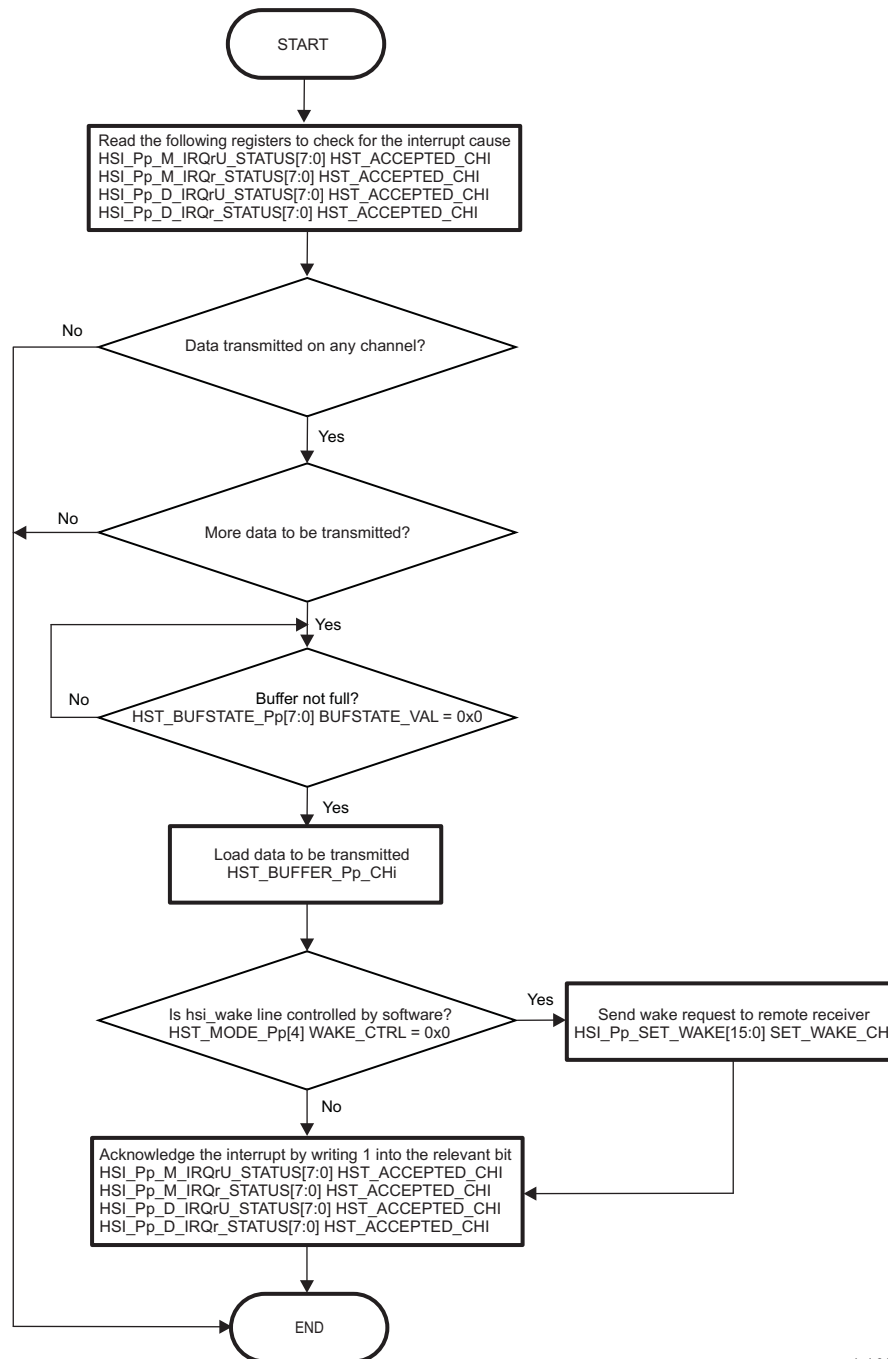 START
Read the following registers to check for the interrupt cause
HSI_Pp_M_IRQrU_STATUS[7:0] HST_ACCEPTED_CHI
HSI_Pp_M_IRQr_STATUS[7:0] HST_ACCEPTED_CHI
HSI_Pp_D_IRQrU_STATUS[7:0] HST_ACCEPTED_CHI
HSI_Pp_D_IRQr_STATUS[7:0] HST_ACCEPTED_CHI
No
Data transmitted on any channel?
Yes
No
More data to be transmitted?
Yes
No
Buffer not full?
HST_BUFSTATE_Pp[7:0] BUFSTATE_VAL = 0x0
Yes
Load data to be transmitted
HST_BUFFER_Pp_CHi
Is hsi_wake line controlled by software?
HST_MODE_Pp[4] WAKE_CTRL = 0x0
Yes
Send wake request to remote receiver
HSI_Pp_SET_WAKE[15:0] SET_WAKE_CH
No
Acknowledge the interrupt by writing 1 into the relevant bit
HSI_Pp_M_IRQrU_STATUS[7:0] HST_ACCEPTED_CHI
HSI_Pp_M_IRQr_STATUS[7:0] HST_ACCEPTED_CHI
HSI_Pp_D_IRQrU_STATUS[7:0] HST_ACCEPTED_CHI
HSI_Pp_D_IRQr_STATUS[7:0] HST_ACCEPTED_CHI
END